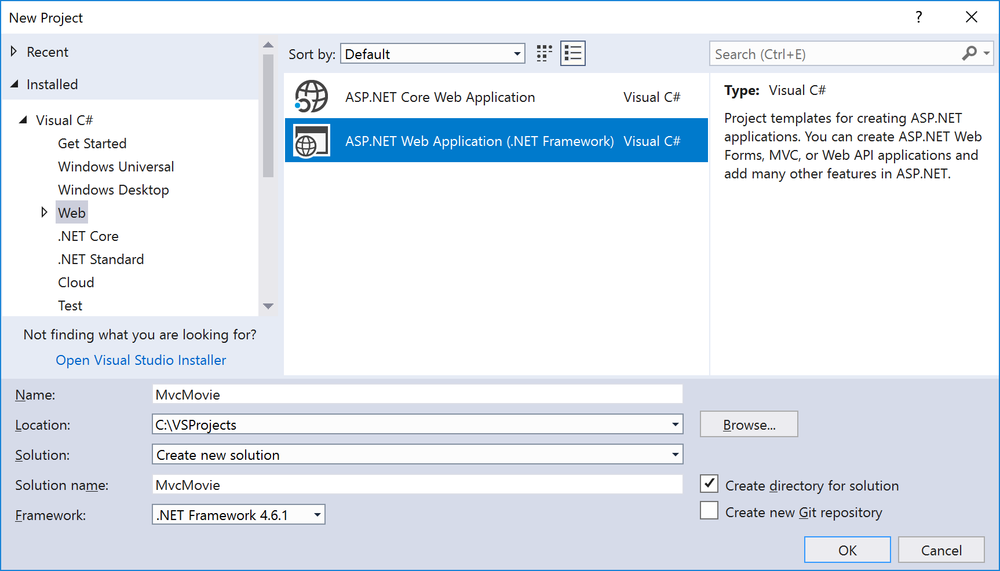 New Project
?
Recent
Installed
Visual C#
Get Started
Windows Universal
Windows Desktop
Web
.NET Core
.NET Standard
Cloud
Test
Not finding what you are looking for?
Open Visual Studio Installer
Sort by: Default
Search (Ctrl+E)
ASP.NET Core Web Application Visual C#
ASP.NET Web Application (.NET Framework) Visual C#
Type: Visual C#
Project templates for creating ASP.NET
applications. You can create ASP.NET Web
Forms, MVC, or Web API applications and
add many other features in ASP.NET.
Name: MvcMovie
Location: C:\VSProjects
Browse...
Solution: Create new solution
Solution name: MvcMovie
Create directory for solution
Framework: .NET Framework 4.6.1
Create new Git repository
OK
Cancel